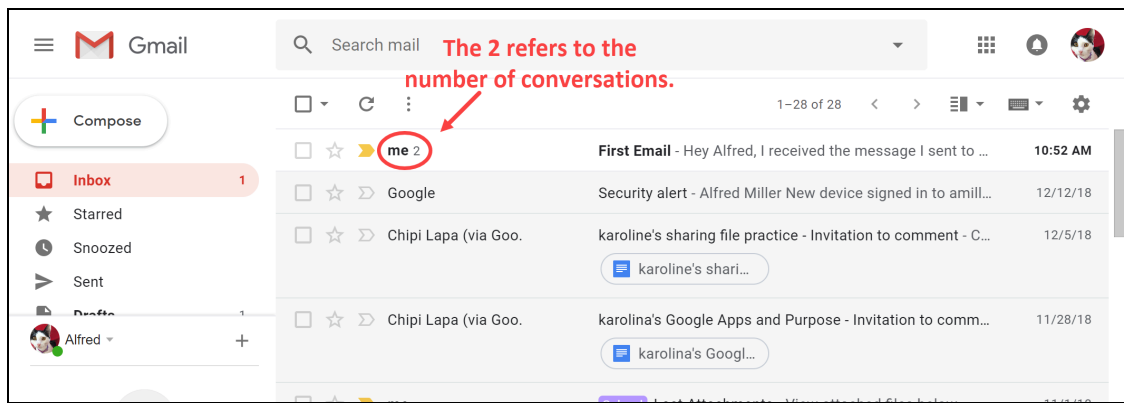 Gmail
Search mail
The 2 refers to the
number of conversations.
Compose
1–28 of 28
me 2
First Email - Hey Alfred, I received the message I sent to ...
10:52 AM
Inbox
1
Google
Security alert - Alfred Miller New device signed in to amill...
12/12/18
Starred
Snoozed
Chipi Lapa (via Goo.
karoline's sharing file practice - Invitation to comment - C...
12/5/18
karoline's shari...
Sent
Drafts
1
Chipi Lapa (via Goo.
karolina's Google Apps and Purpose - Invitation to comm...
11/28/18
karolina's Googl...
Alfred
me